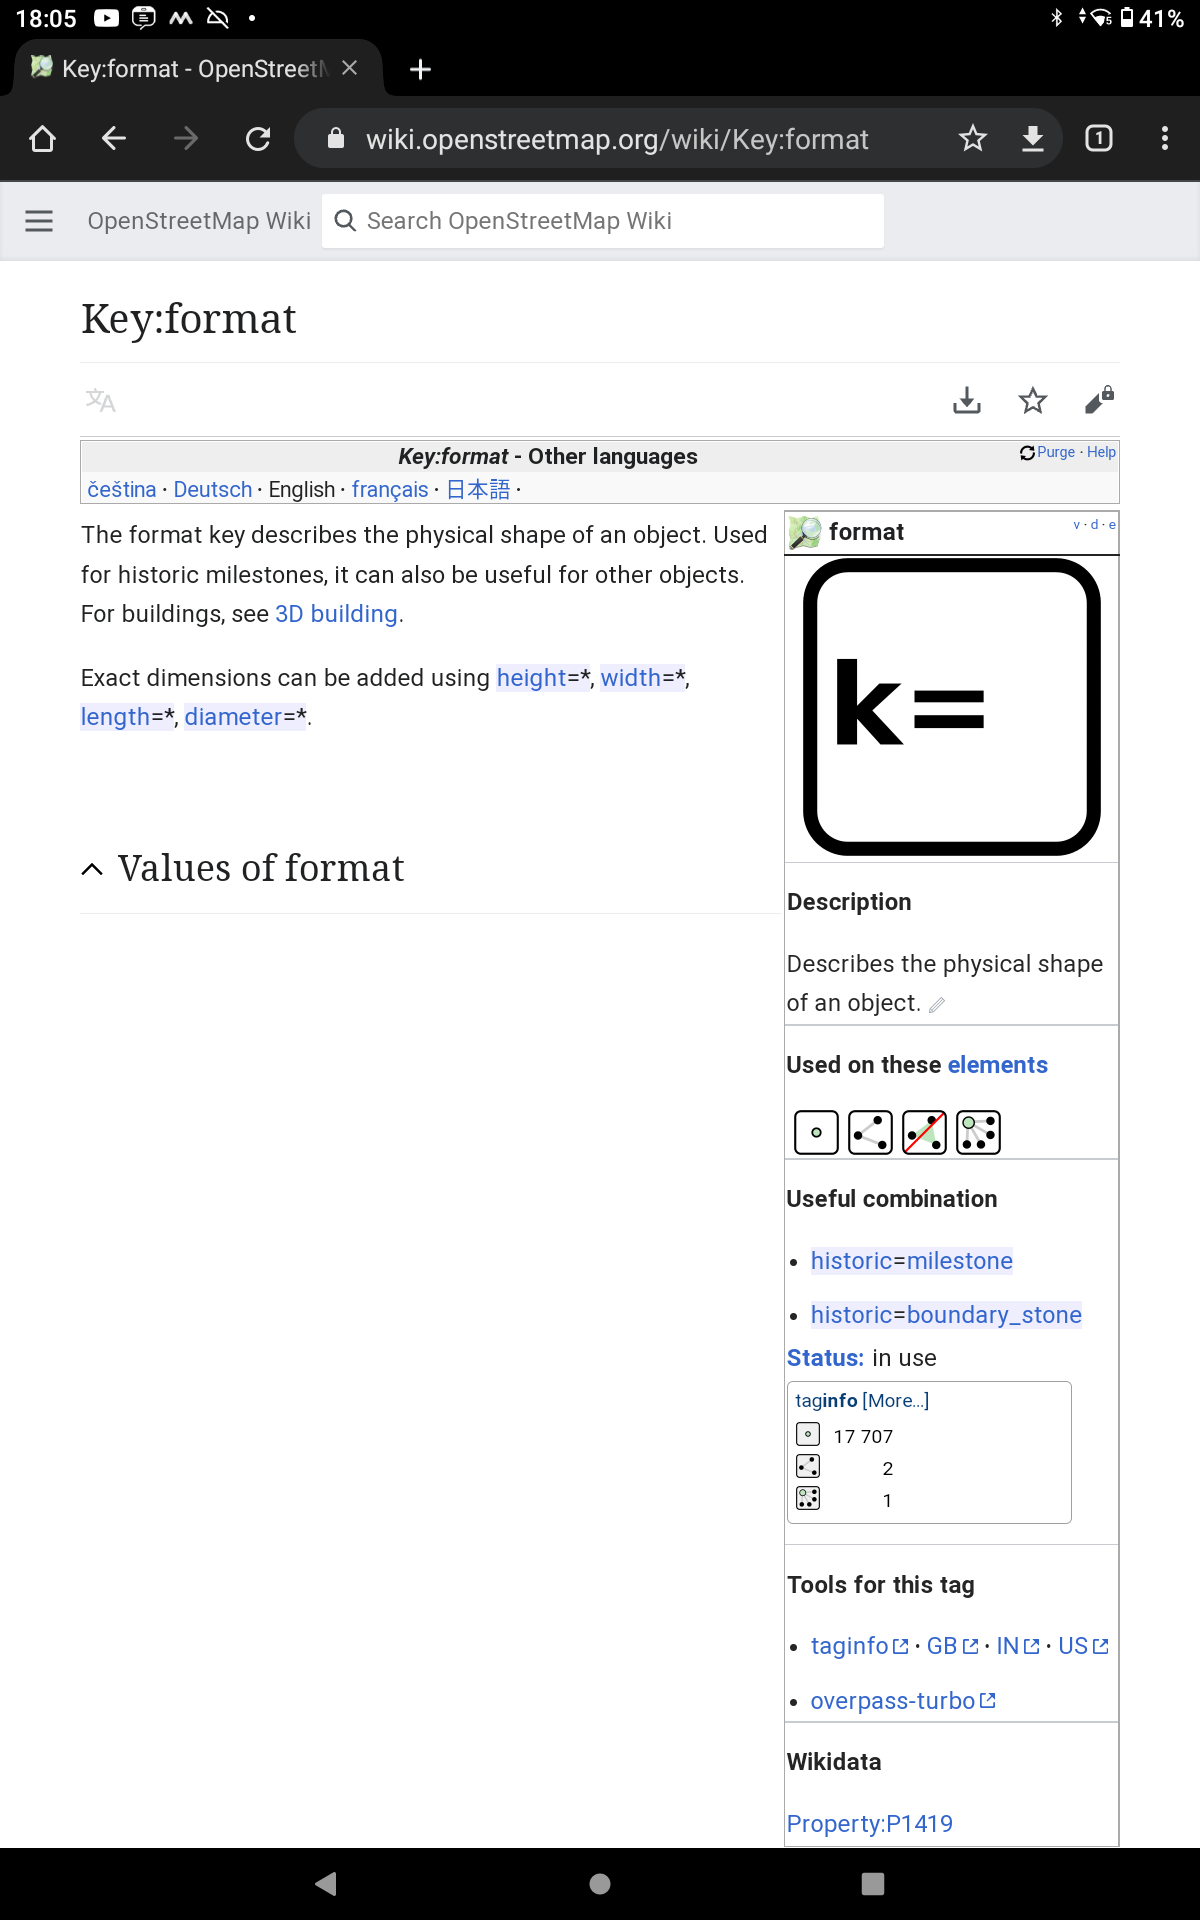 18:05
41%
Key:format - OpenStreetM
wiki.openstreetmap.org/wiki/Key:format
1
OpenStreetMap Wiki
Search OpenStreetMap Wiki
Key:format
Key:format - Other languages
Purge · Help
čeština · Deutsch · English · français · 日本語 ·
The format key describes the physical shape of an object. Used
for historic milestones, it can also be useful for other objects.
For buildings, see 3D building.
Exact dimensions can be added using height=*, width=*,
length=*, diameter=*.
Values of format
format
v · d · e
k=
Description
Describes the physical shape
of an object.
Used on these elements
Useful combination
• historic=milestone
• historic=boundary_stone
Status: in use
taginfo [More...]
17 707
2
1
Tools for this tag
• taginfo · GB · IN · US
• overpass-turbo
Wikidata
Property:P1419